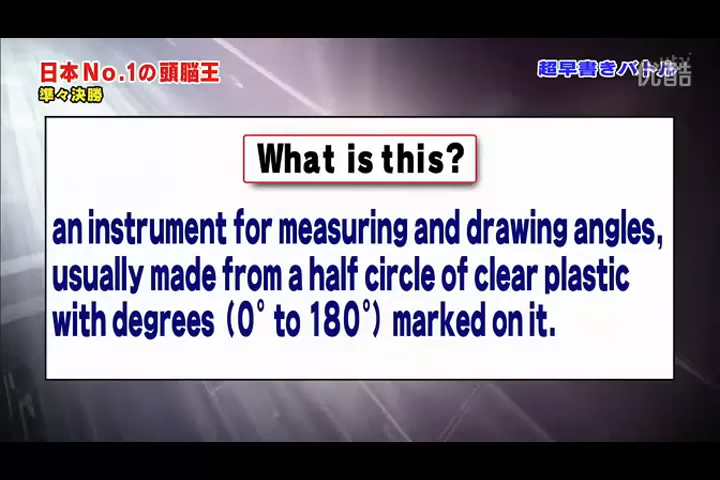 日本No.1の頭脳王
準々決勝
超早書きバトル
优酷
What is this?
an instrument for measuring and drawing angles,
usually made from a half circle of clear plastic
with degrees (0° to 180°) marked on it.